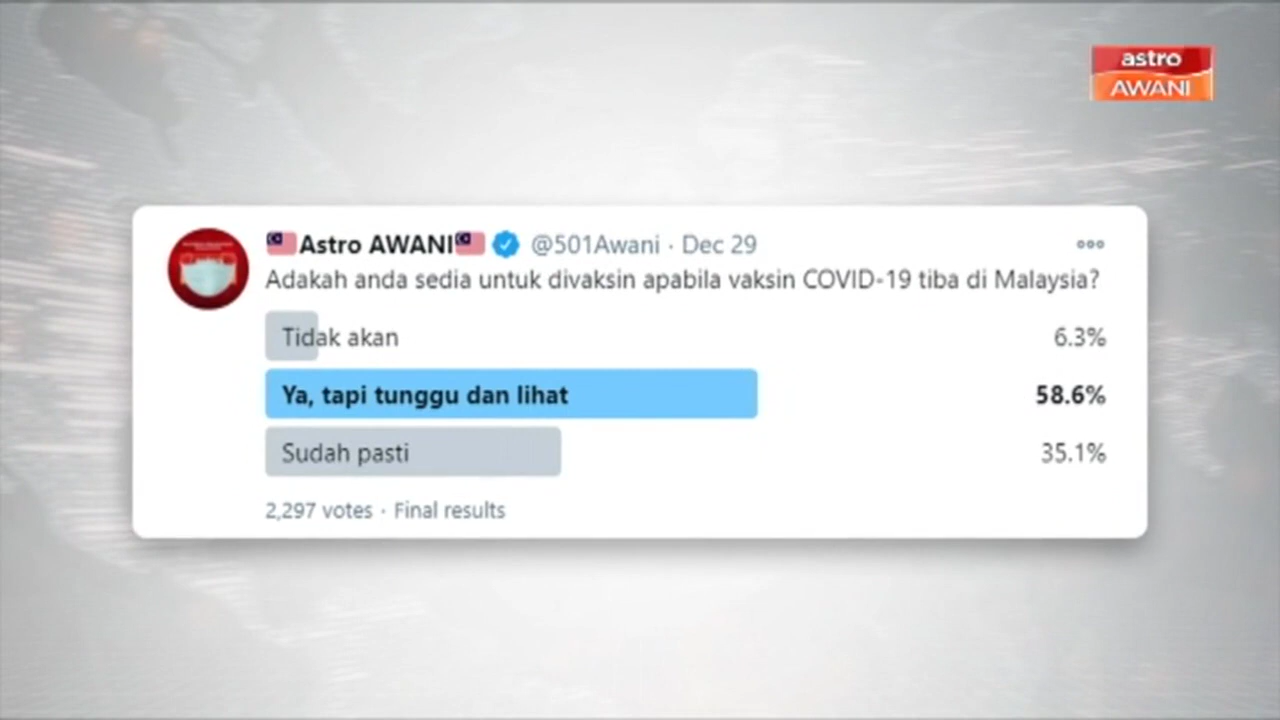 astro
AWANI
Astro AWANI @501Awani · Dec 29
Adakah anda sedia untuk divaksin apabila vaksin COVID-19 tiba di Malaysia?
Tidak akan 6.3%
Ya, tapi tunggu dan lihat 58.6%
Sudah pasti 35.1%
2,297 votes · Final results